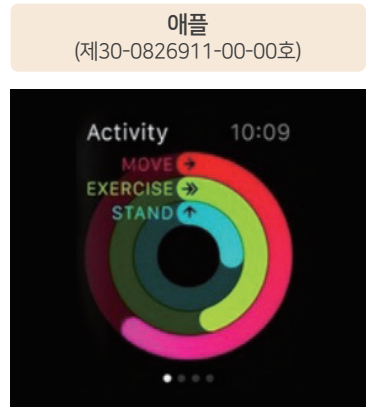 애플
(제30-0826911-00-00호)
Activity 10:09
MOVE
EXERCISE
STAND